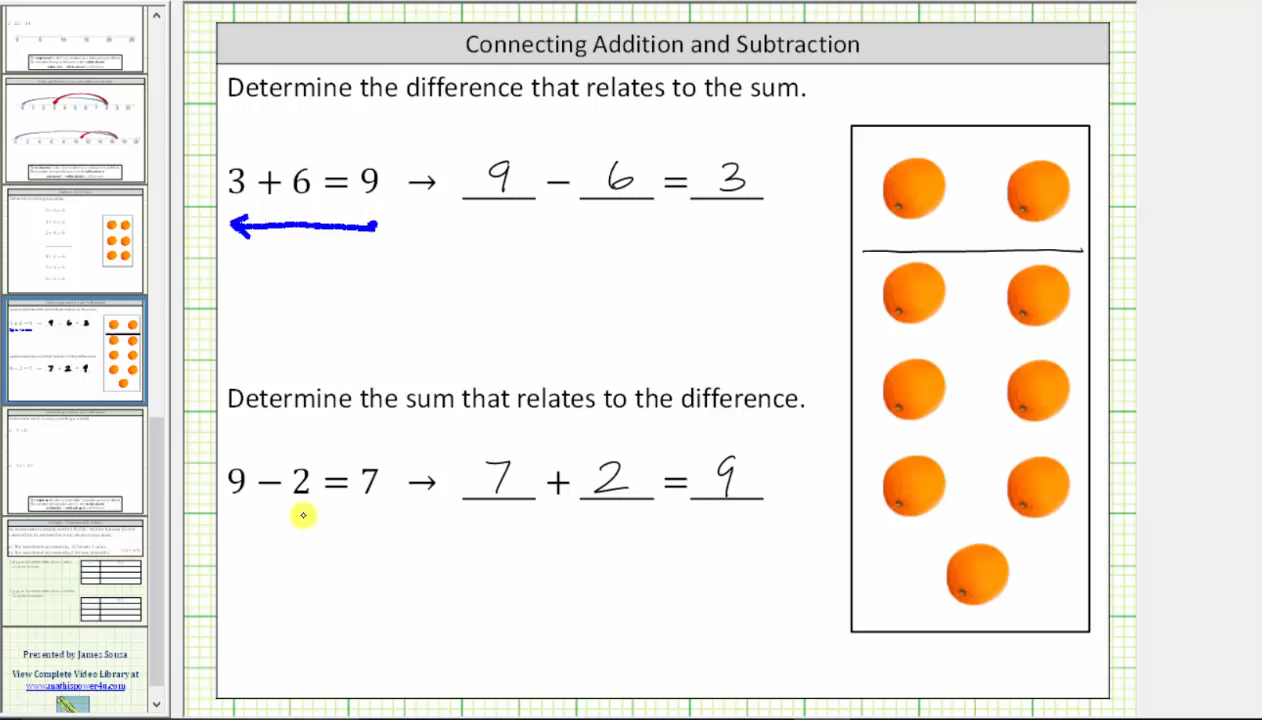 Connecting Addition and Subtraction
Determine the difference that relates to the sum.
3 + 6 = 9 → 9 − 6 = 3
Determine the sum that relates to the difference.
9 − 2 = 7 → 7 + 2 = 9
Presented by James Sousa
View Complete Video Library at
www.mathispower4u.com